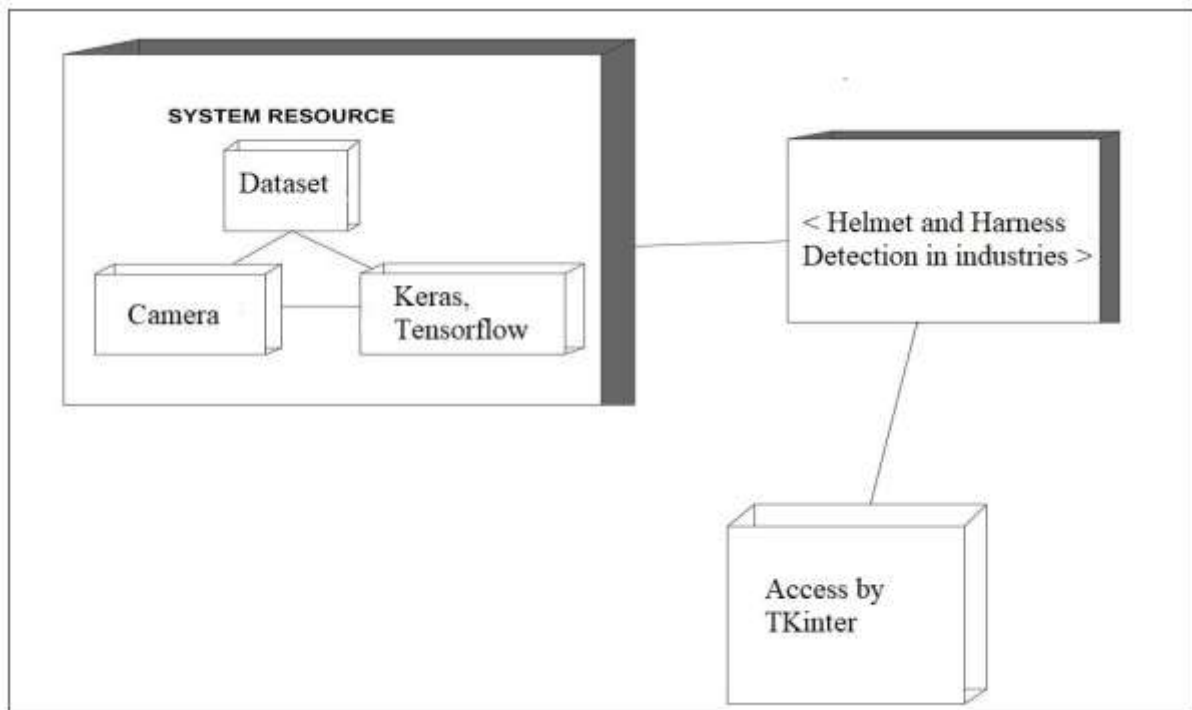 SYSTEM RESOURCE
Dataset
Camera
Keras,
Tensorflow
< Helmet and Harness
Detection in industries >
Access by
TKinter